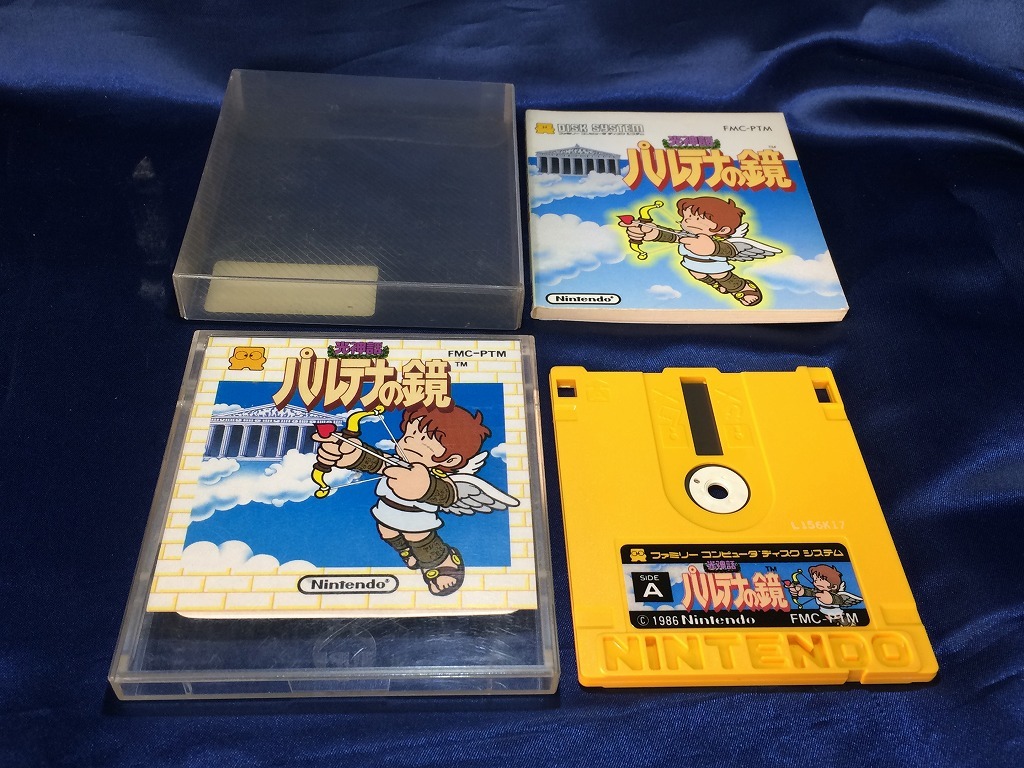 DISK SYSTEM
FMC-PTM
光神話
パルテナの鏡
TM
Nintendo
光神話
FMC-PTM
パルテナの鏡
TM
Nintendo
ファミリー コンピュータ ディスク システム
SIDE
A
光神話
パルテナの鏡
TM
© 1986 Nintendo
FMC-PTM
NINTENDO